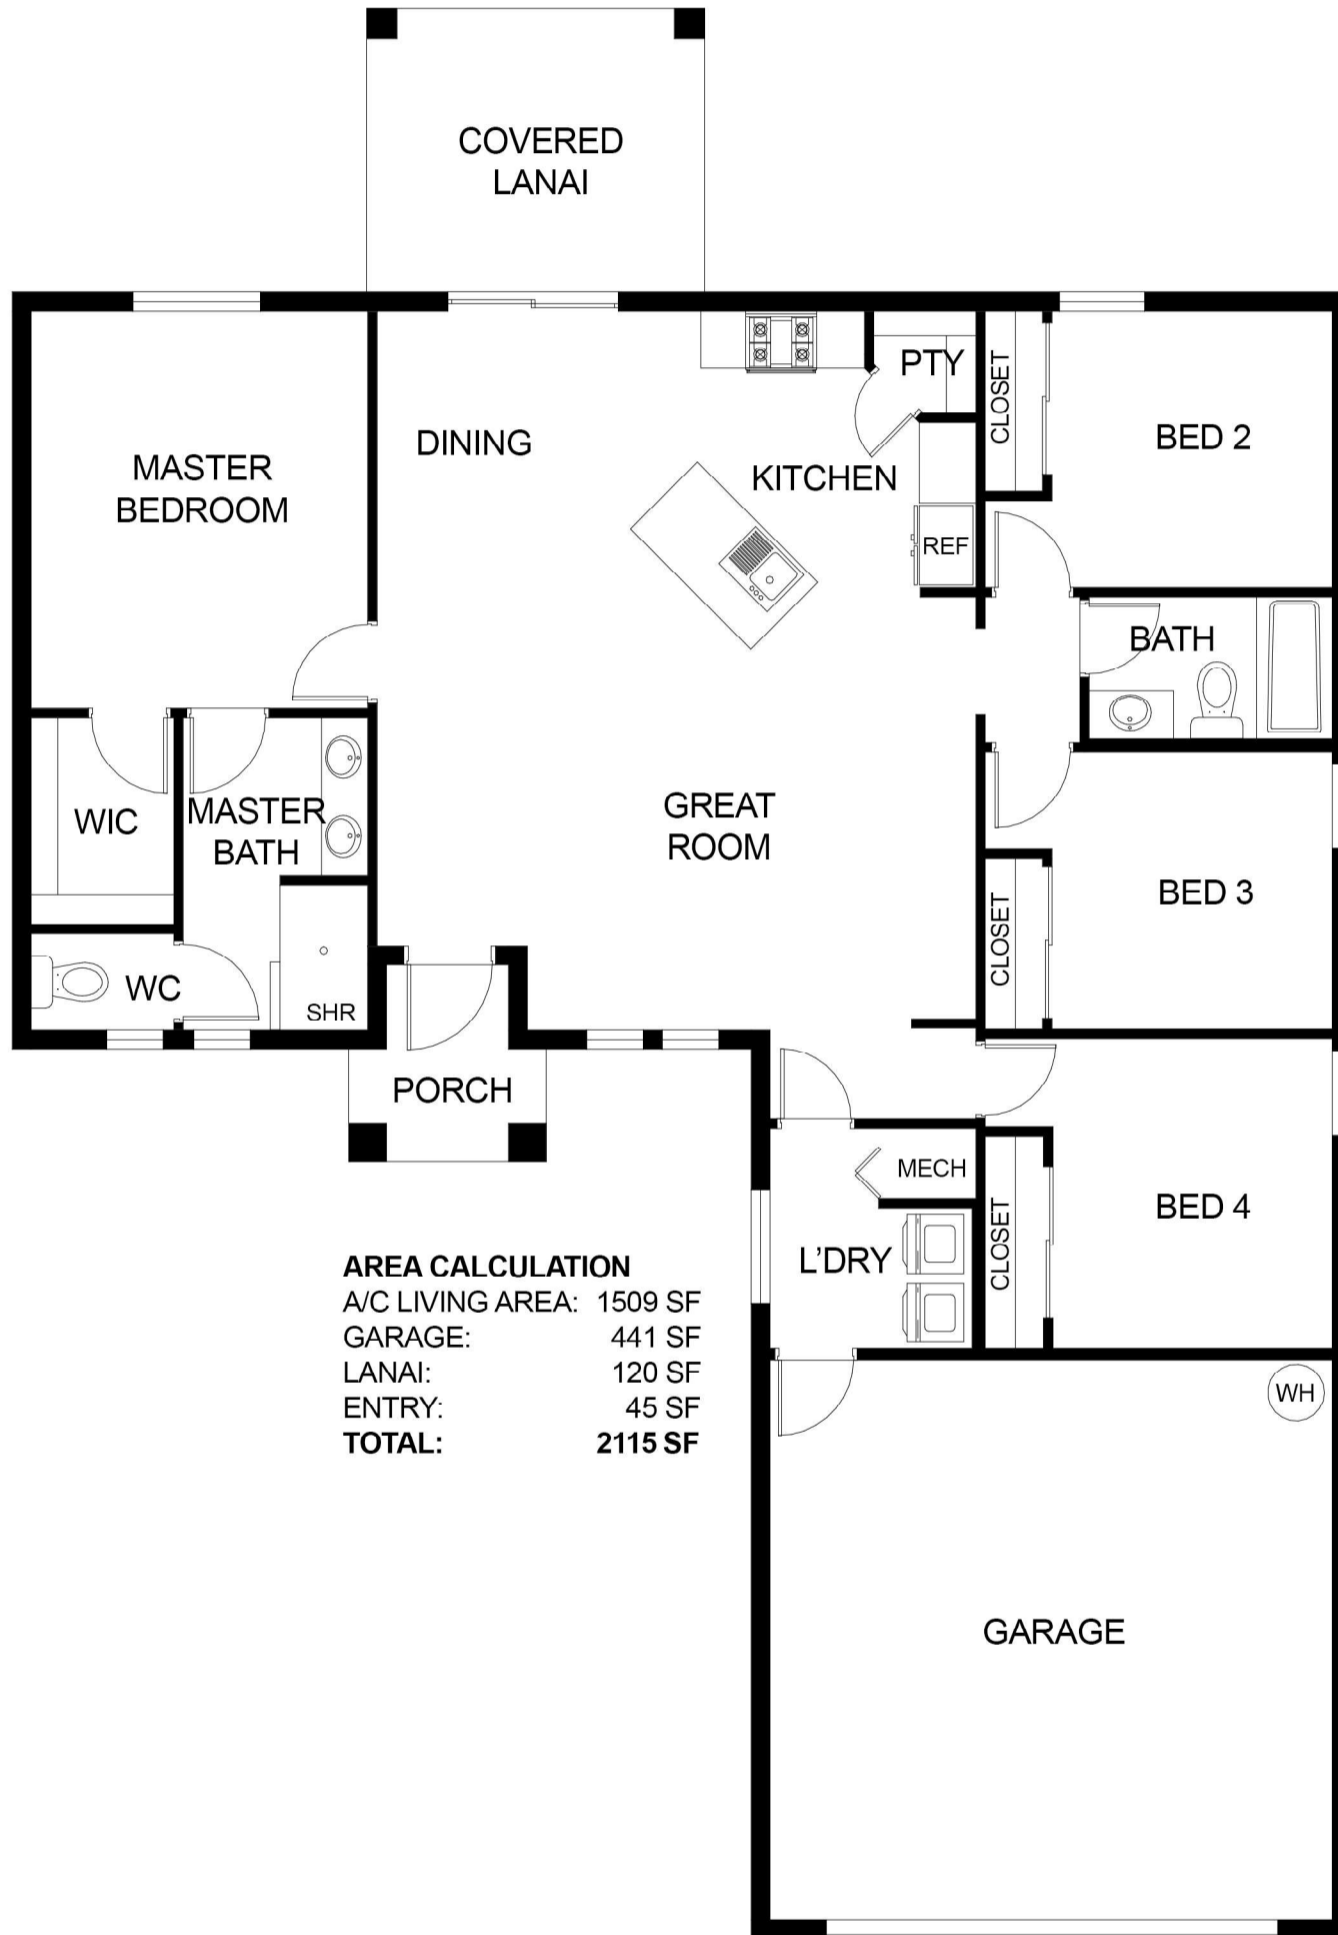 COVERED
LANAI
PTY
CLOSET
BED 2
DINING
MASTER
BEDROOM
KITCHEN
REF
BATH
GREAT
ROOM
WIC
MASTER
BATH
BED 3
CLOSET
WC
SHR
PORCH
MECH
BED 4
CLOSET
L'DRY
AREA CALCULATION
A/C LIVING AREA: 1509 SF
GARAGE: 441 SF
LANAI: 120 SF
ENTRY: 45 SF
TOTAL: 2115 SF
WH
GARAGE